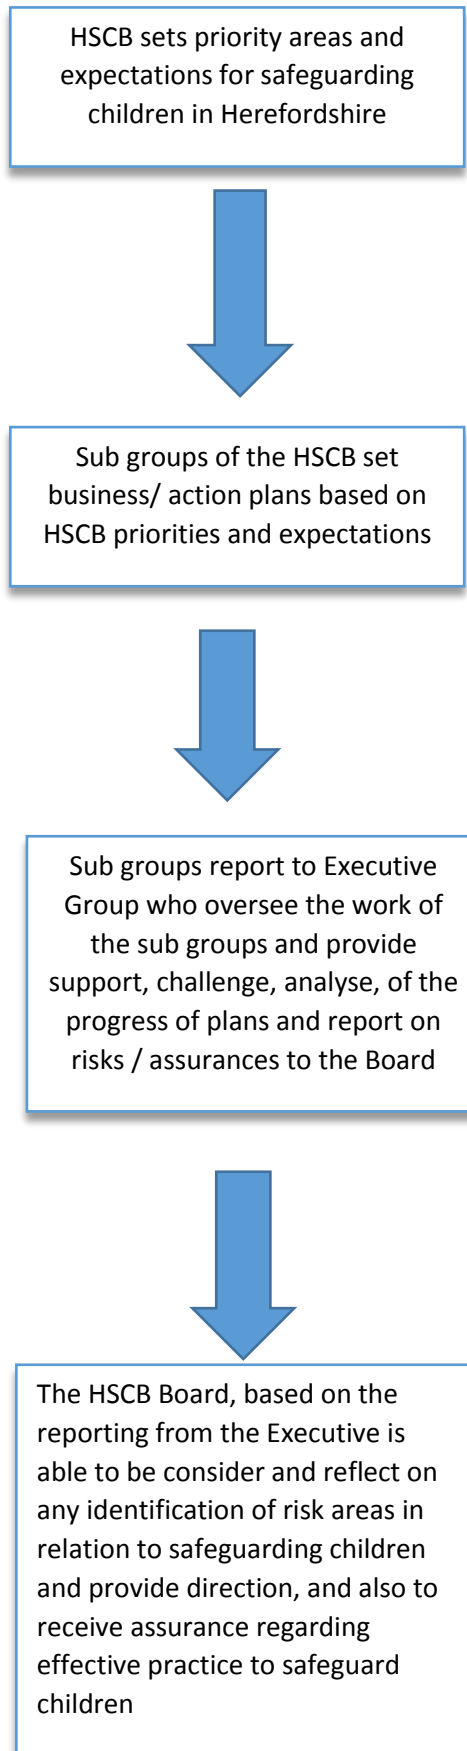 HSCB sets priority areas and
expectations for safeguarding
children in Herefordshire
Sub groups of the HSCB set
business/ action plans based on
HSCB priorities and expectations
Sub groups report to Executive
Group who oversee the work of
the sub groups and provide
support, challenge, analyse, of the
progress of plans and report on
risks / assurances to the Board
The HSCB Board, based on the
reporting from the Executive is
able to be consider and reflect on
any identification of risk areas in
relation to safeguarding children
and provide direction, and also to
receive assurance regarding
effective practice to safeguard
children